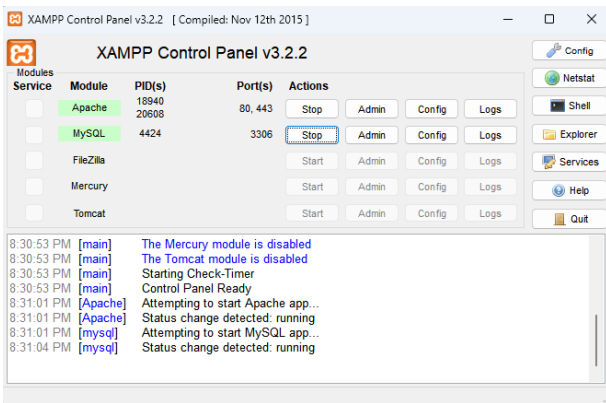 XAMPP Control Panel v3.2.2 [ Compiled: Nov 12th 2015 ]
XAMPP Control Panel v3.2.2
Config
Modules
Service Module PID(s) Port(s) Actions
Netstat
Apache 18940 20608 80, 443 Stop Admin Config Logs
Shell
MySQL 4424 3306 Stop Admin Config Logs
Explorer
FileZilla Start Admin Config Logs
Services
Mercury Start Admin Config Logs
Help
Tomcat Start Admin Config Logs
Quit
8:30:53 PM [main] The Mercury module is disabled
8:30:53 PM [main] The Tomcat module is disabled
8:30:53 PM [main] Starting Check-Timer
8:30:53 PM [main] Control Panel Ready
8:31:01 PM [Apache] Attempting to start Apache app...
8:31:01 PM [Apache] Status change detected: running
8:31:01 PM [mysql] Attempting to start MySQL app...
8:31:04 PM [mysql] Status change detected: running